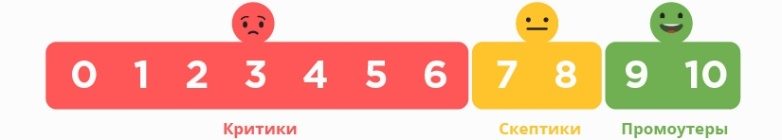 0 1 2 3 4 5 6 7 8 9 10
Критики Скептики Промоутеры